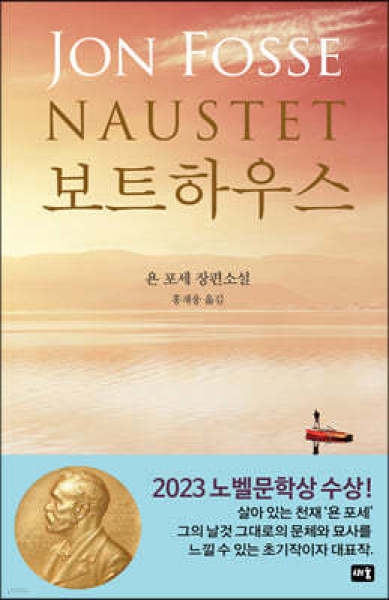 JON FOSSE
NAUSTET
보트하우스
욘 포세 장편소설
홍재웅 옮김
2023 노벨문학상 수상!
살아 있는 천재 '욘 포세'
그의 날것 그대로의 문체와 묘사를
느낄 수 있는 초기작이자 대표작.
새움